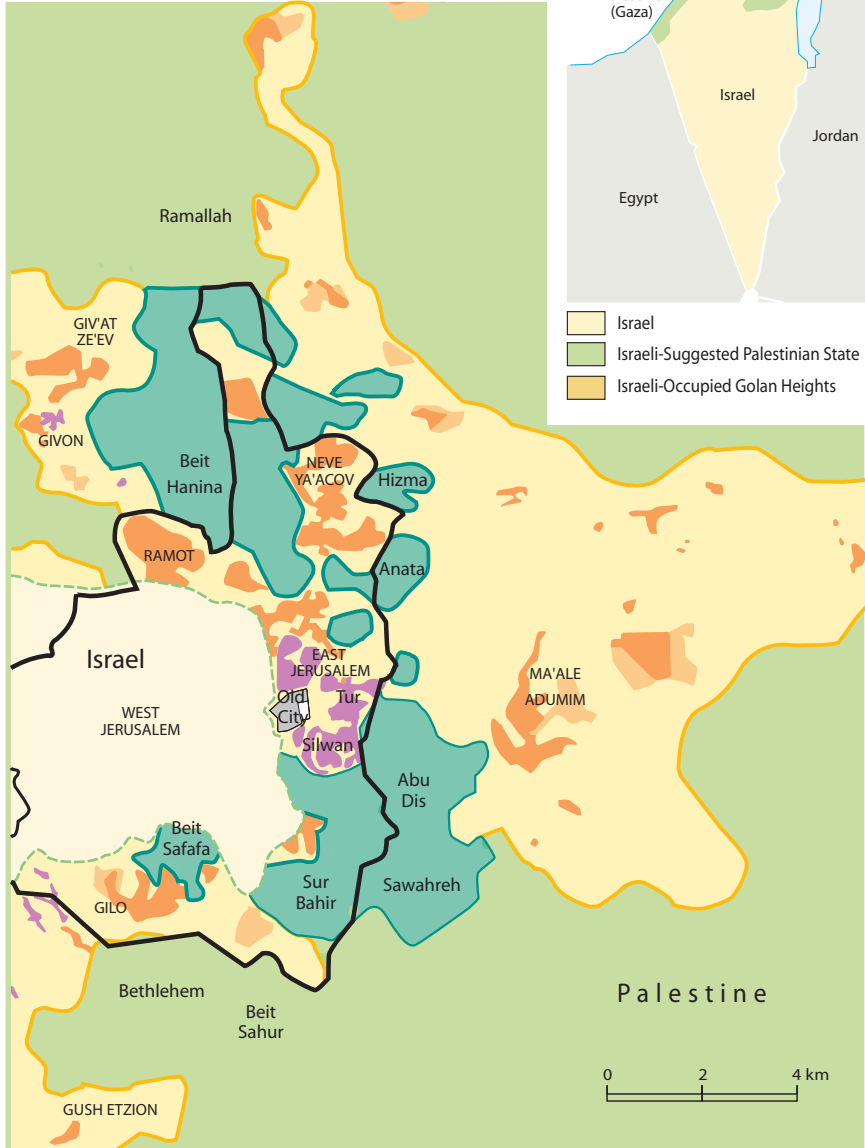 (Gaza)
Israel
Jordan
Egypt
Israel
Israeli-Suggested Palestinian State
Israeli-Occupied Golan Heights
Ramallah
GIV'AT
ZE'EV
GIVON
Beit
Hanina
NEVE
YA'ACOV
Hizma
RAMOT
Anata
Israel
EAST
JERUSALEM
MA'ALE
ADUMIM
WEST
JERUSALEM
Old
City
Tur
Silwan
Abu
Dis
Beit
Safafa
Sur
Bahir
Sawahreh
GILO
Bethlehem
Beit
Sahur
Palestine
0 2 4 km
GUSH ETZION